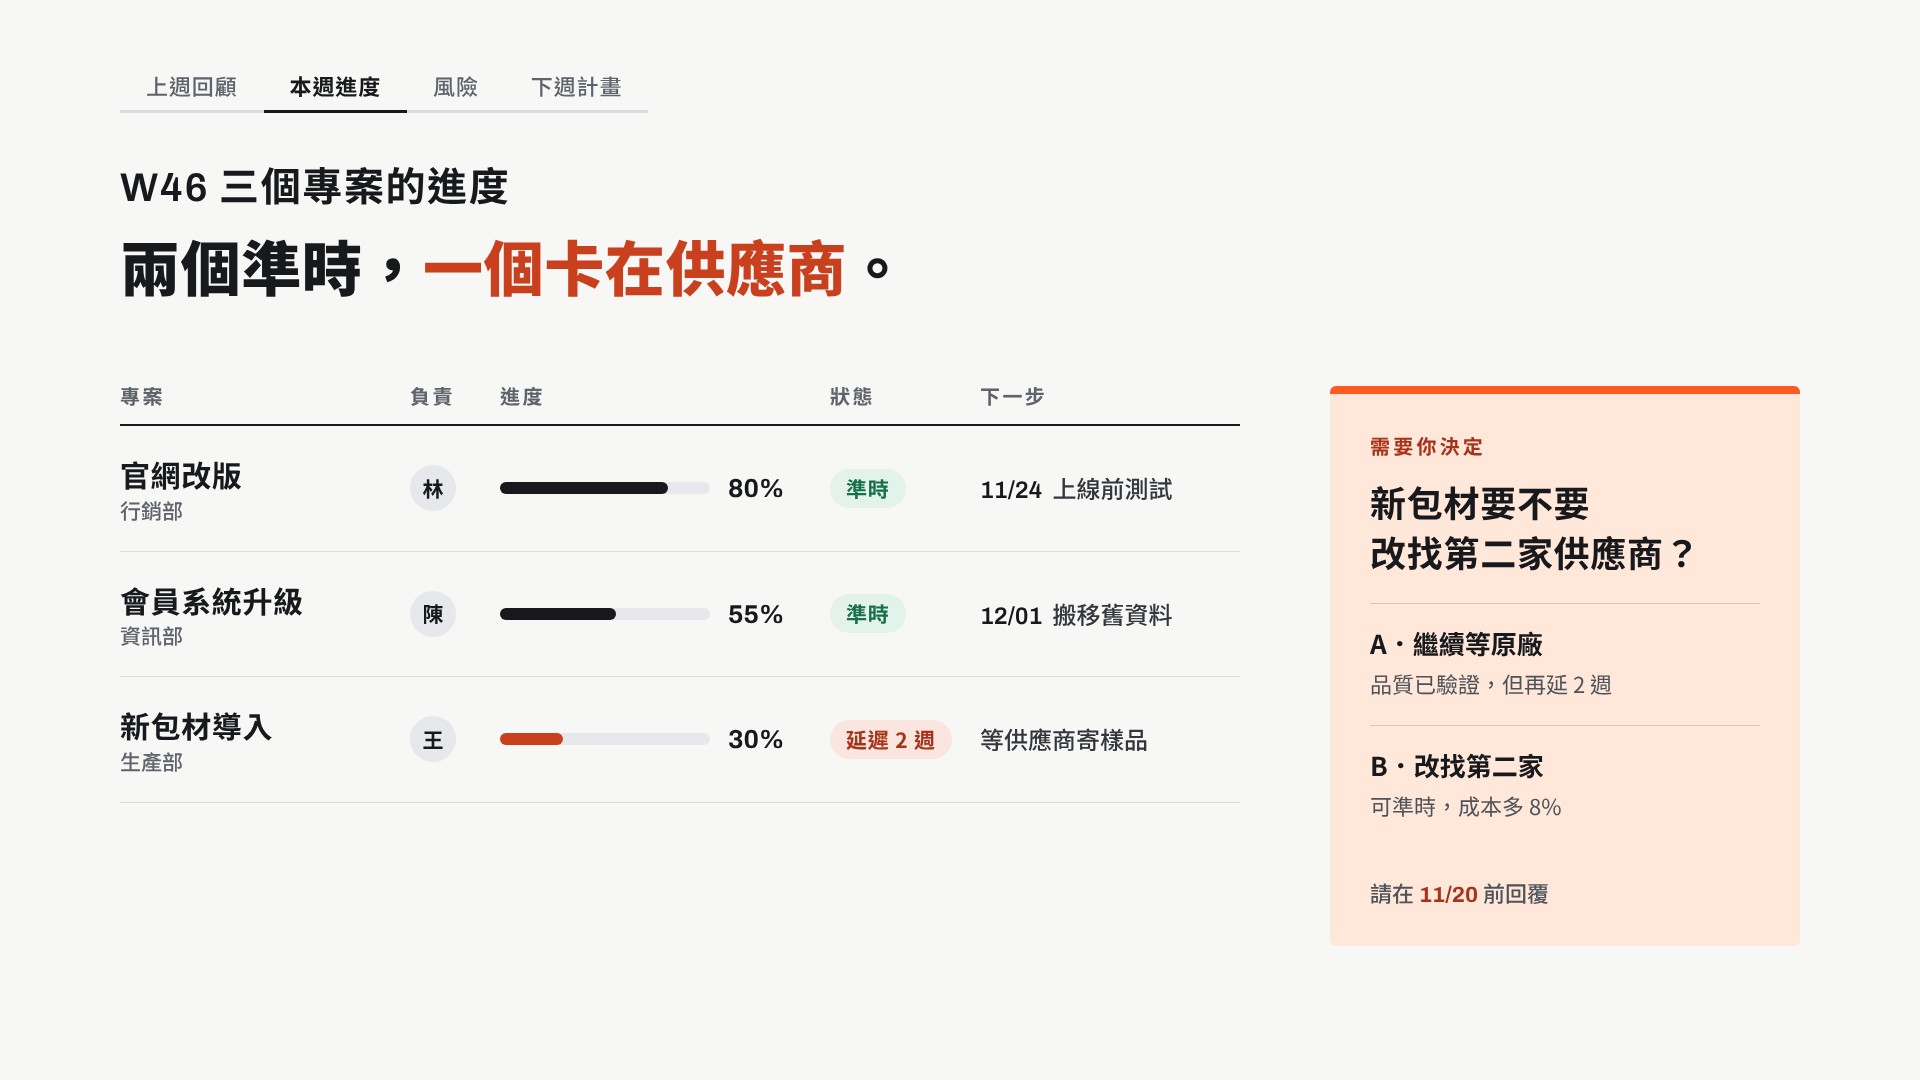 上週回顧 本週進度 風險 下週計畫
W46 三個專案的進度
兩個準時，一個卡在供應商。
專案 負責 進度 狀態 下一步
官網改版
行銷部
林 80% 準時 11/24 上線前測試
會員系統升級
資訊部
陳 55% 準時 12/01 搬移舊資料
新包材導入
生產部
王 30% 延遲 2 週 等供應商寄樣品
需要你決定
新包材要不要
改找第二家供應商？
A・繼續等原廠
品質已驗證，但再延 2 週
B・改找第二家
可準時，成本多 8%
請在 11/20 前回覆